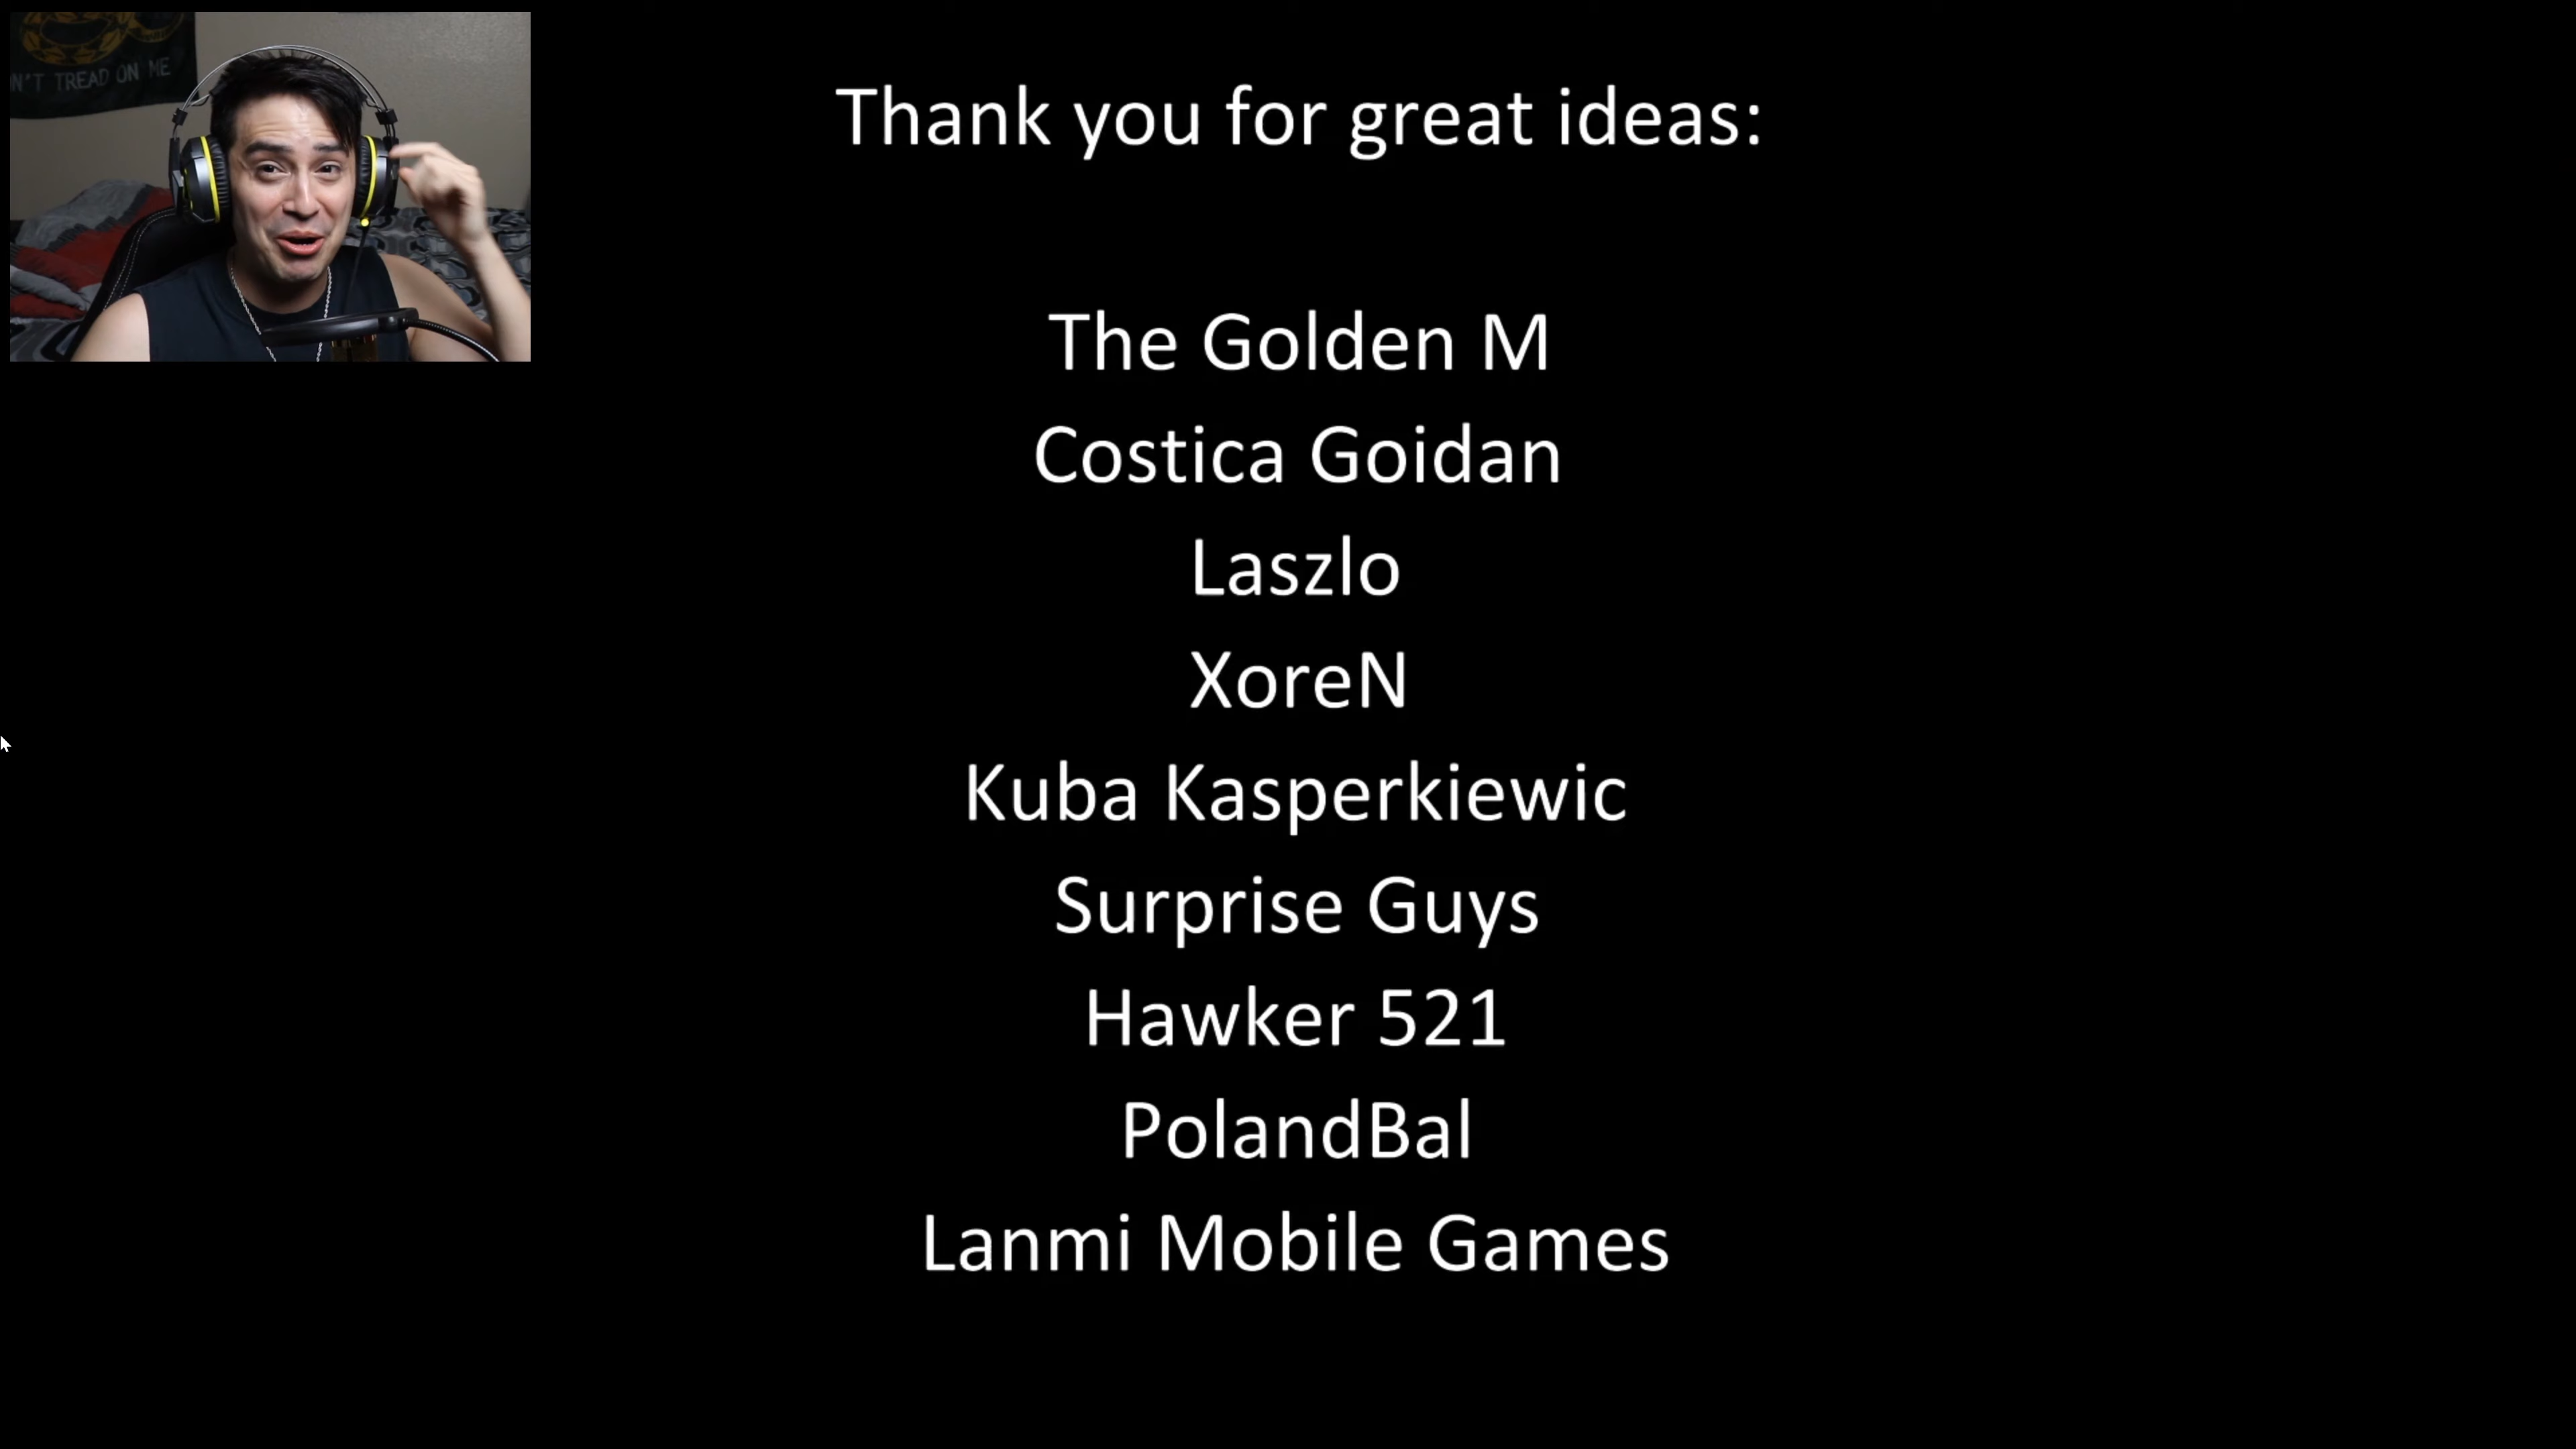 N'T TREAD ON ME
Thank you for great ideas:
The Golden M
Costica Goidan
Laszlo
XoreN
Kuba Kasperkiewic
Surprise Guys
Hawker 521
PolandBal
Lanmi Mobile Games